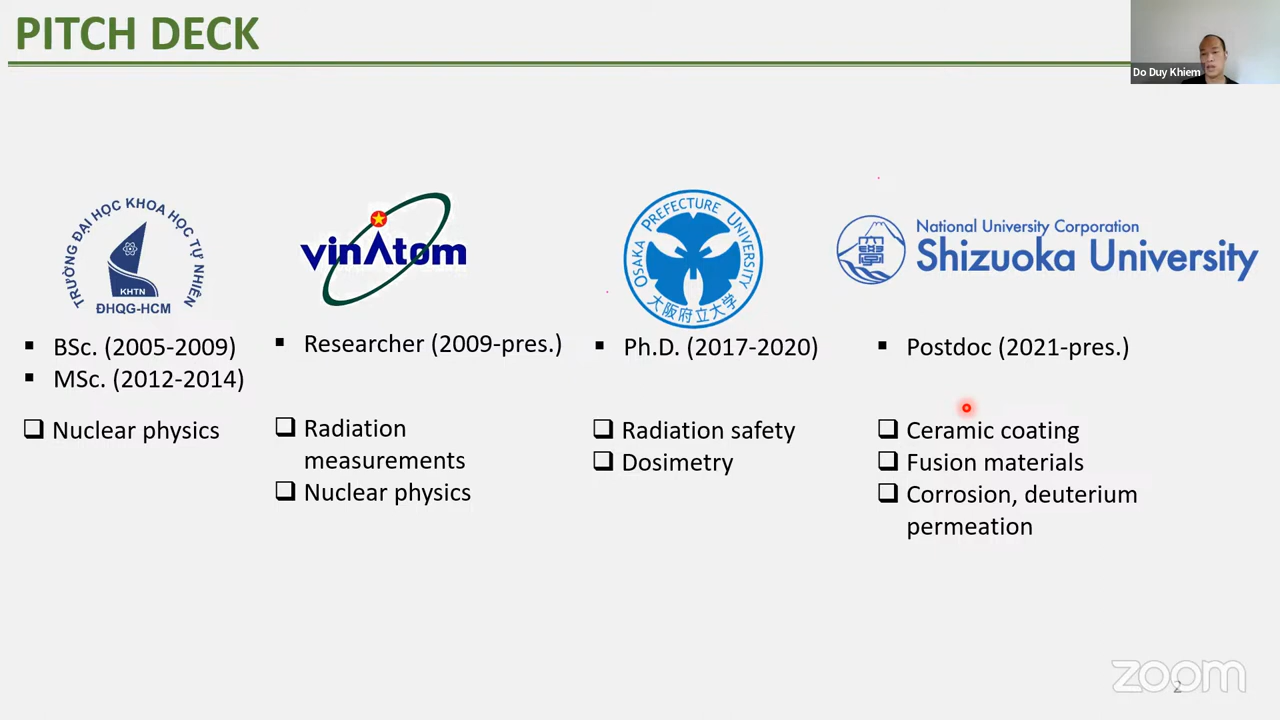 PITCH DECK
Do Duy Khiem
TRƯỜNG ĐẠI HỌC KHOA HỌC TỰ NHIÊN
KHTN
ĐHQG-HCM
BSc. (2005-2009)
MSc. (2012-2014)
Nuclear physics
vinAtom
Researcher (2009-pres.)
Radiation
measurements
Nuclear physics
OSAKA PREFECTURE UNIVERSITY
大阪府立大学
Ph.D. (2017-2020)
Radiation safety
Dosimetry
National University Corporation
Shizuoka University
Postdoc (2021-pres.)
Ceramic coating
Fusion materials
Corrosion, deuterium
permeation
zoom
2